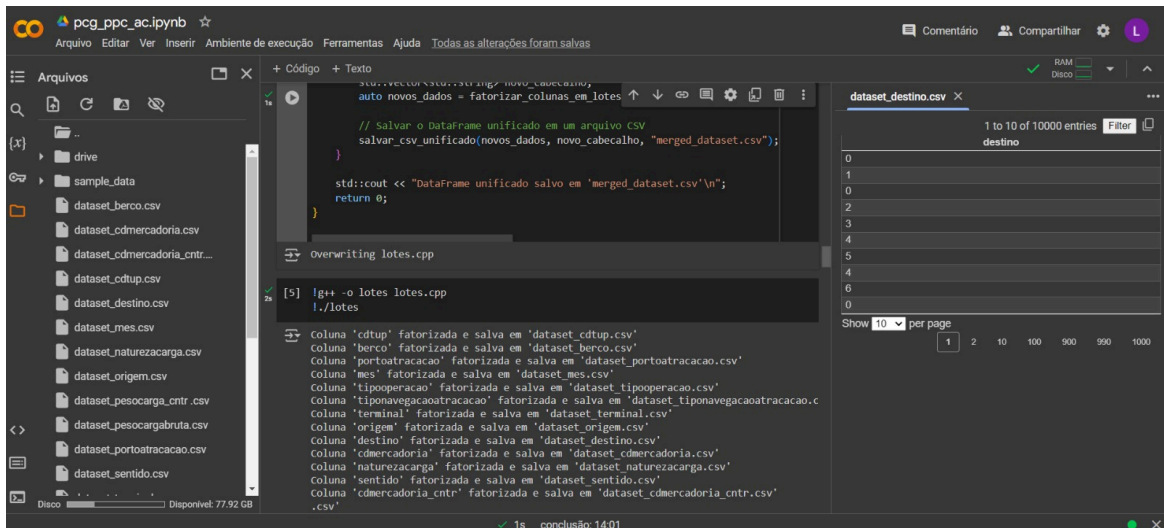 CO pcg_ppc_ac.ipynb
Comentário Compartilhar L
Arquivo Editar Ver Inserir Ambiente de execução Ferramentas Ajuda Todas as alterações foram salvas
Arquivos
..
drive
sample_data
dataset_berco.csv
dataset_cdmercadoria.csv
dataset_cdmercadoria_cntr....
dataset_cdtup.csv
dataset_destino.csv
dataset_mes.csv
dataset_naturezacarga.csv
dataset_origem.csv
dataset_pesocarga_cntr .csv
dataset_pesocargabruta.csv
dataset_portoatracacao.csv
dataset_sentido.csv
Disco Disponível: 77.92 GB
{x}
+ Código + Texto
RAM
Disco
1s
std::vector<std::string> novo_cabecalho;
auto novos_dados = fatorizar_colunas_em_lotes
// Salvar o DataFrame unificado em um arquivo CSV
salvar_csv_unificado(novos_dados, novo_cabecalho, "merged_dataset.csv");
}
std::cout << "DataFrame unificado salvo em 'merged_dataset.csv'\n";
return 0;
}
Overwriting lotes.cpp
[5] !g++ -o lotes lotes.cpp
2s
!./lotes
Coluna 'cdtup' fatorizada e salva em 'dataset_cdtup.csv'
Coluna 'berco' fatorizada e salva em 'dataset_berco.csv'
Coluna 'portoatracacao' fatorizada e salva em 'dataset_portoatracacao.csv'
Coluna 'mes' fatorizada e salva em 'dataset_mes.csv'
Coluna 'tipooperacao' fatorizada e salva em 'dataset_tipooperacao.csv'
Coluna 'tiponavegacaoatracacao' fatorizada e salva em 'dataset_tiponavegacaoatracacao.c
Coluna 'terminal' fatorizada e salva em 'dataset_terminal.csv'
Coluna 'origem' fatorizada e salva em 'dataset_origem.csv'
Coluna 'destino' fatorizada e salva em 'dataset_destino.csv'
Coluna 'cdmercadoria' fatorizada e salva em 'dataset_cdmercadoria.csv'
Coluna 'naturezacarga' fatorizada e salva em 'dataset_naturezacarga.csv'
Coluna 'sentido' fatorizada e salva em 'dataset_sentido.csv'
Coluna 'cdmercadoria_cntr' fatorizada e salva em 'dataset_cdmercadoria_cntr.csv'
.csv'
dataset_destino.csv
1 to 10 of 10000 entries Filter
destino
0
1
0
2
3
4
5
4
6
0
Show 10 per page
1 2 10 100 900 990 1000
1s conclusão: 14:01